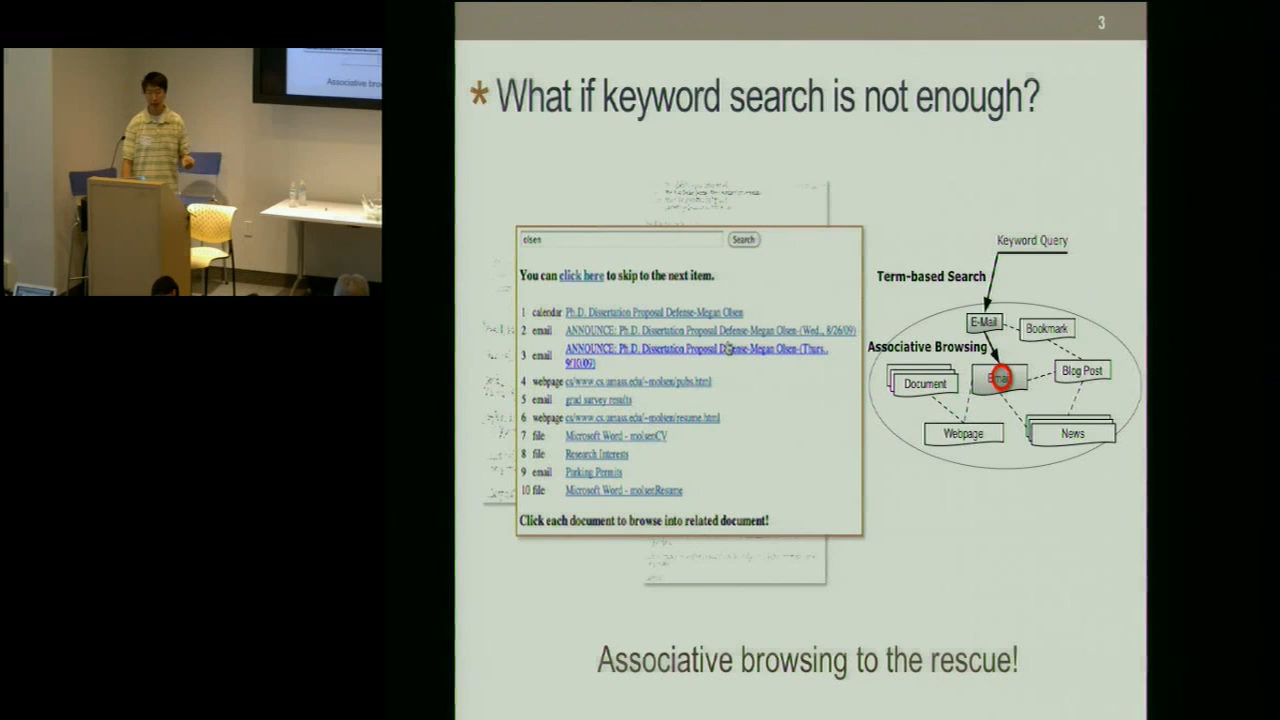 3
* What if keyword search is not enough?
olsen
Search
You can click here to skip to the next item.
1 calendar Ph.D. Dissertation Proposal Defense-Megan Olsen
2 email ANNOUNCE: Ph.D. Dissertation Proposal Defense-Megan Olsen-(Wed., 8/26/09)
3 email ANNOUNCE: Ph.D. Dissertation Proposal Defense-Megan Olsen-(Thurs.,
9/10/09)
4 webpage cs/www.cs.umass.edu/~molsen/pubs.html
5 email grad survey results
6 webpage cs/www.cs.umass.edu/~molsen/resume.html
7 file Microsoft Word - molsenCV
8 file Research Interests
9 email Parking Permits
10 file Microsoft Word - molsenResume
Click each document to browse into related document!
Keyword Query
Term-based Search
E-Mail
Bookmark
Associative Browsing
Document
Email
Blog Post
Webpage
News
Associative browsing to the rescue!
Associative bro